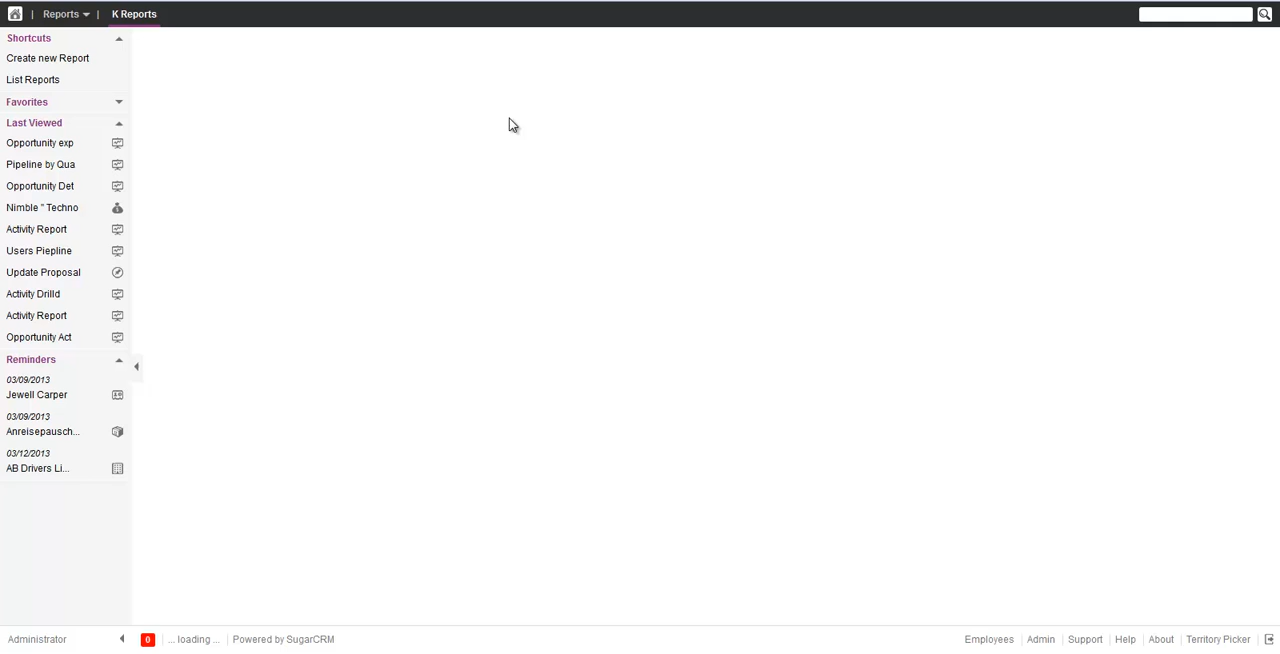 Reports
K Reports
Shortcuts
Create new Report
List Reports
Favorites
Last Viewed
Opportunity exp
Pipeline by Qua
Opportunity Det
Nimble " Techno
Activity Report
Users Piepline
Update Proposal
Activity Drilld
Activity Report
Opportunity Act
Reminders
03/09/2013
Jewell Carper
03/09/2013
Anreisepausch...
03/12/2013
AB Drivers Li...
Administrator 0 ... loading ... Powered by SugarCRM Employees Admin Support Help About Territory Picker